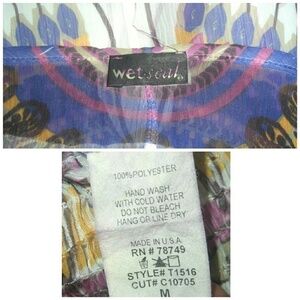 wet seal.
100%POLYESTER
HAND WASH
WITH COLD WATER
DO NOT BLEACH
HANG OR LINE DRY
MADE IN U.S.A.
RN # 78749
STYLE# T1516
CUT# C10705
M